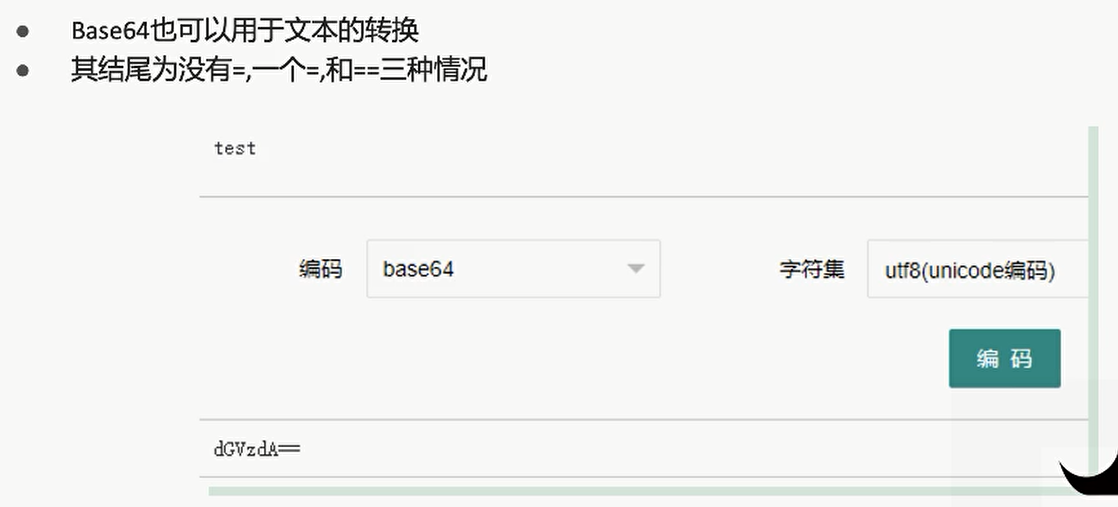 Base64也可以用于文本的转换
其结尾为没有=,一个=,和==三种情况
test
编码 base64 字符集 utf8(unicode编码)
编 码
dGVzdA==